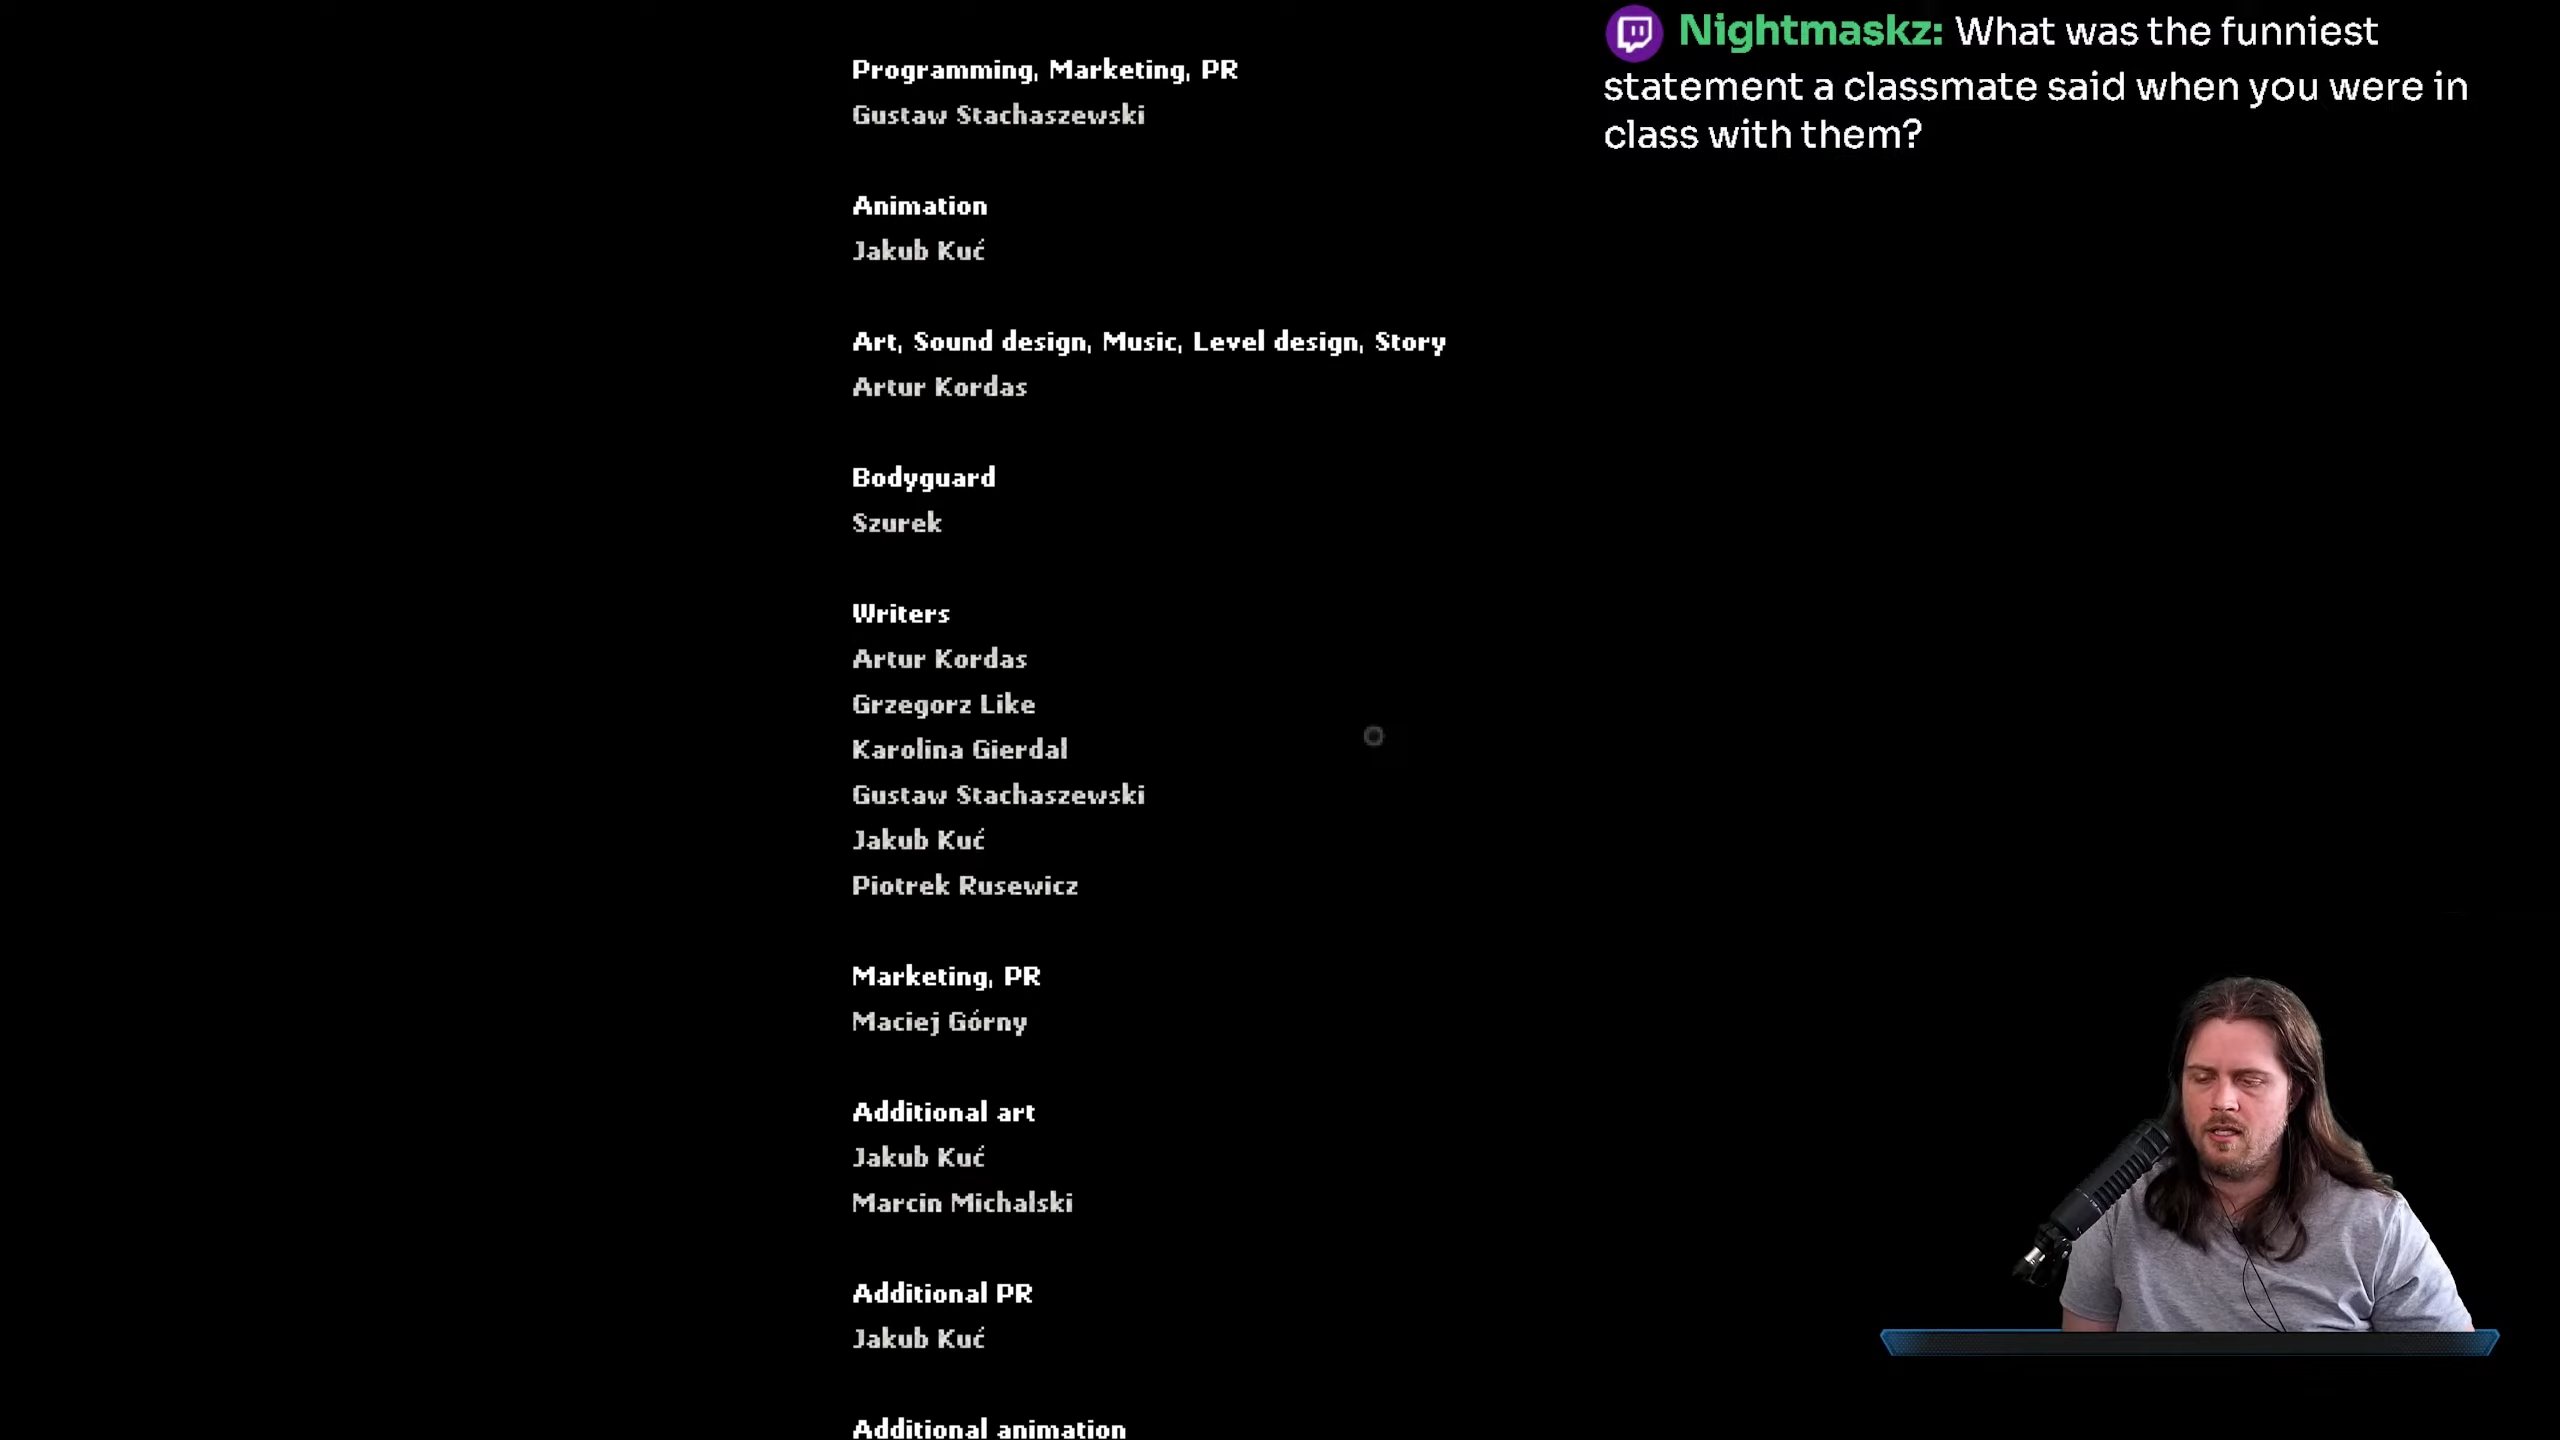 Programming, Marketing, PR
Gustaw Stachaszewski
Animation
Jakub Kuć
Art, Sound design, Music, Level design, Story
Artur Kordas
Bodyguard
Szurek
Writers
Artur Kordas
Grzegorz Like
Karolina Gierdal
Gustaw Stachaszewski
Jakub Kuć
Piotrek Rusewicz
Marketing, PR
Maciej Górny
Additional art
Jakub Kuć
Marcin Michalski
Additional PR
Jakub Kuć
Additional animation
Nightmaskz: What was the funniest
statement a classmate said when you were in
class with them?